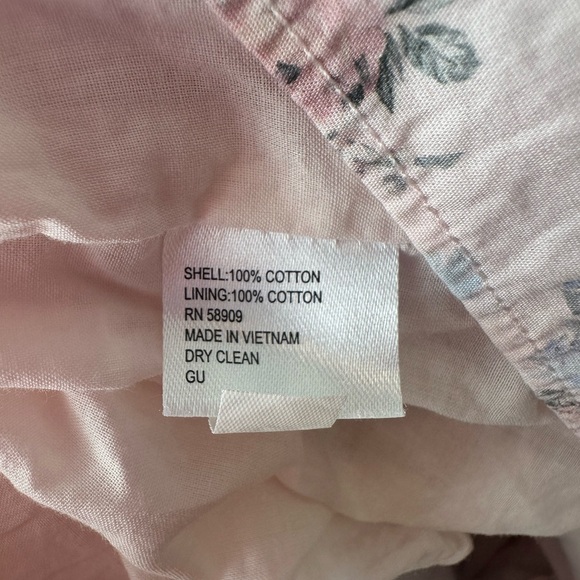 SHELL:100% COTTON
LINING:100% COTTON
RN 58909
MADE IN VIETNAM
DRY CLEAN
GU